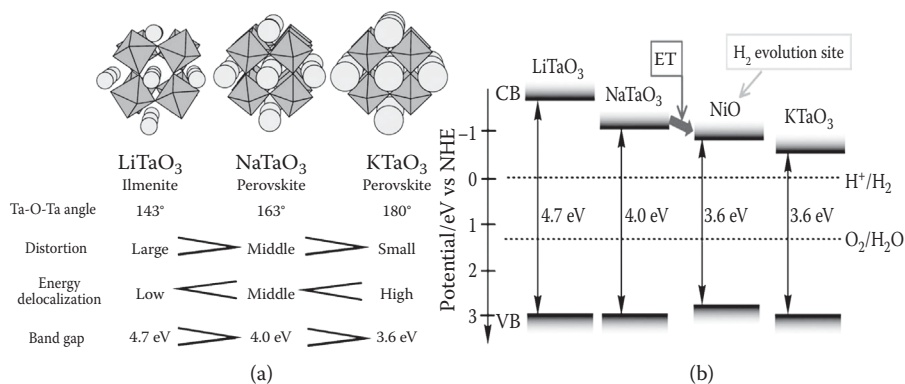 LiTaO3
Ilmenite
NaTaO3
Perovskite
KTaO3
Perovskite
Ta-O-Ta angle
143°
163°
180°
Distortion
Large
Middle
Small
Energy
delocalization
Low
Middle
High
Band gap
4.7 eV
4.0 eV
3.6 eV
(a)
Potential/eV vs NHE
ET
H2 evolution site
LiTaO3
CB
NaTaO3
NiO
KTaO3
–1
0
H+/H2
4.7 eV
4.0 eV
3.6 eV
3.6 eV
1
O2/H2O
2
3
VB
(b)